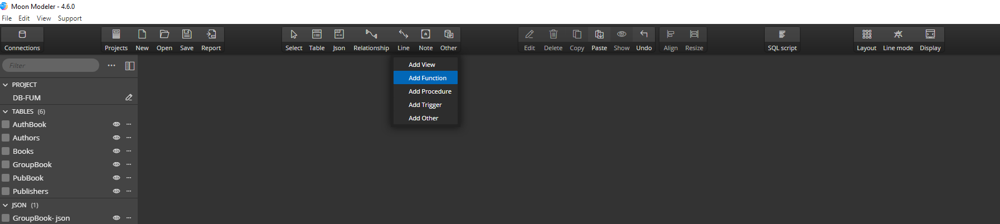 Moon Modeler - 4.6.0
File Edit View Support
Connections Projects New Open Save Report Select Table Json Relationship Line Note Other Edit Delete Copy Paste Show Undo Align Resize SQL script Layout Line mode Display
Filter
Add View
Add Function
Add Procedure
Add Trigger
Add Other
PROJECT
DB-FUM
TABLES (6)
AuthBook
Authors
Books
GroupBook
PubBook
Publishers
JSON (1)
GroupBook- json